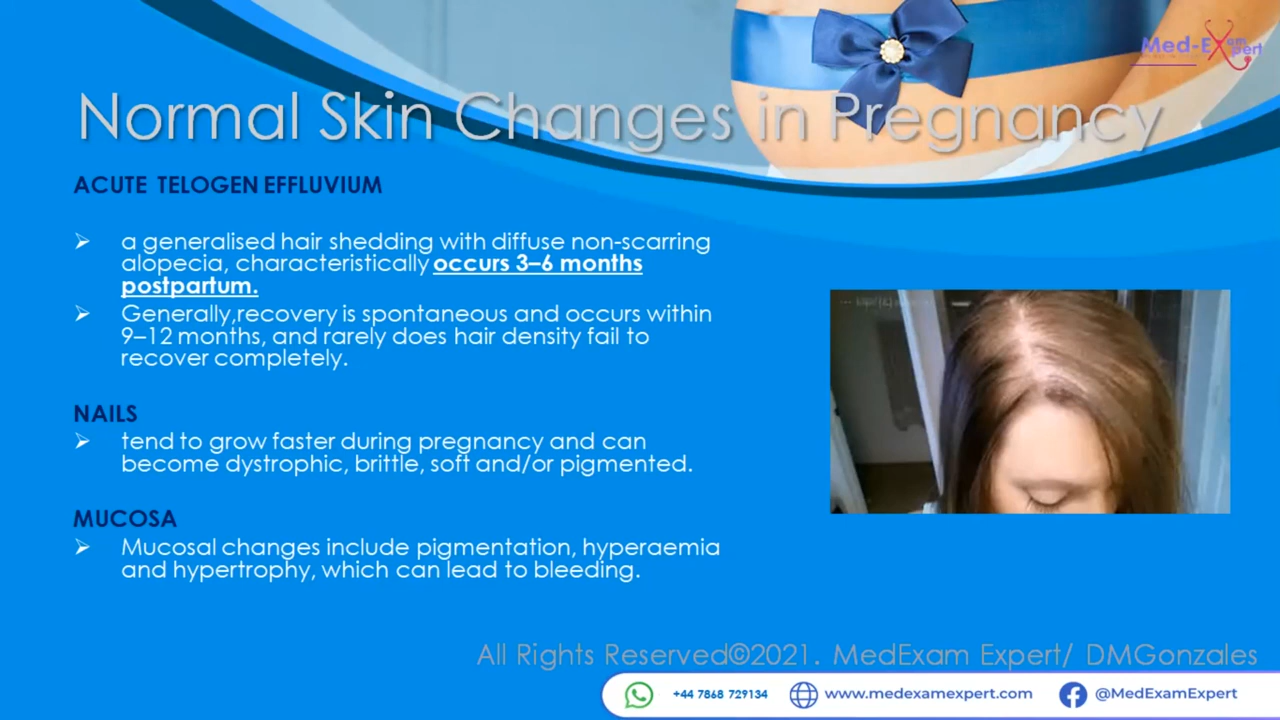 Med-Exam Expert
Normal Skin Changes in Pregnancy
ACUTE TELOGEN EFFLUVIUM
➢ a generalised hair shedding with diffuse non-scarring
alopecia, characteristically occurs 3–6 months
postpartum.
➢ Generally,recovery is spontaneous and occurs within
9–12 months, and rarely does hair density fail to
recover completely.
NAILS
➢ tend to grow faster during pregnancy and can
become dystrophic, brittle, soft and/or pigmented.
MUCOSA
➢ Mucosal changes include pigmentation, hyperaemia
and hypertrophy, which can lead to bleeding.
All Rights Reserved©2021. MedExam Expert/ DMGonzales
+44 7868 729134 www.medexamexpert.com @MedExamExpert